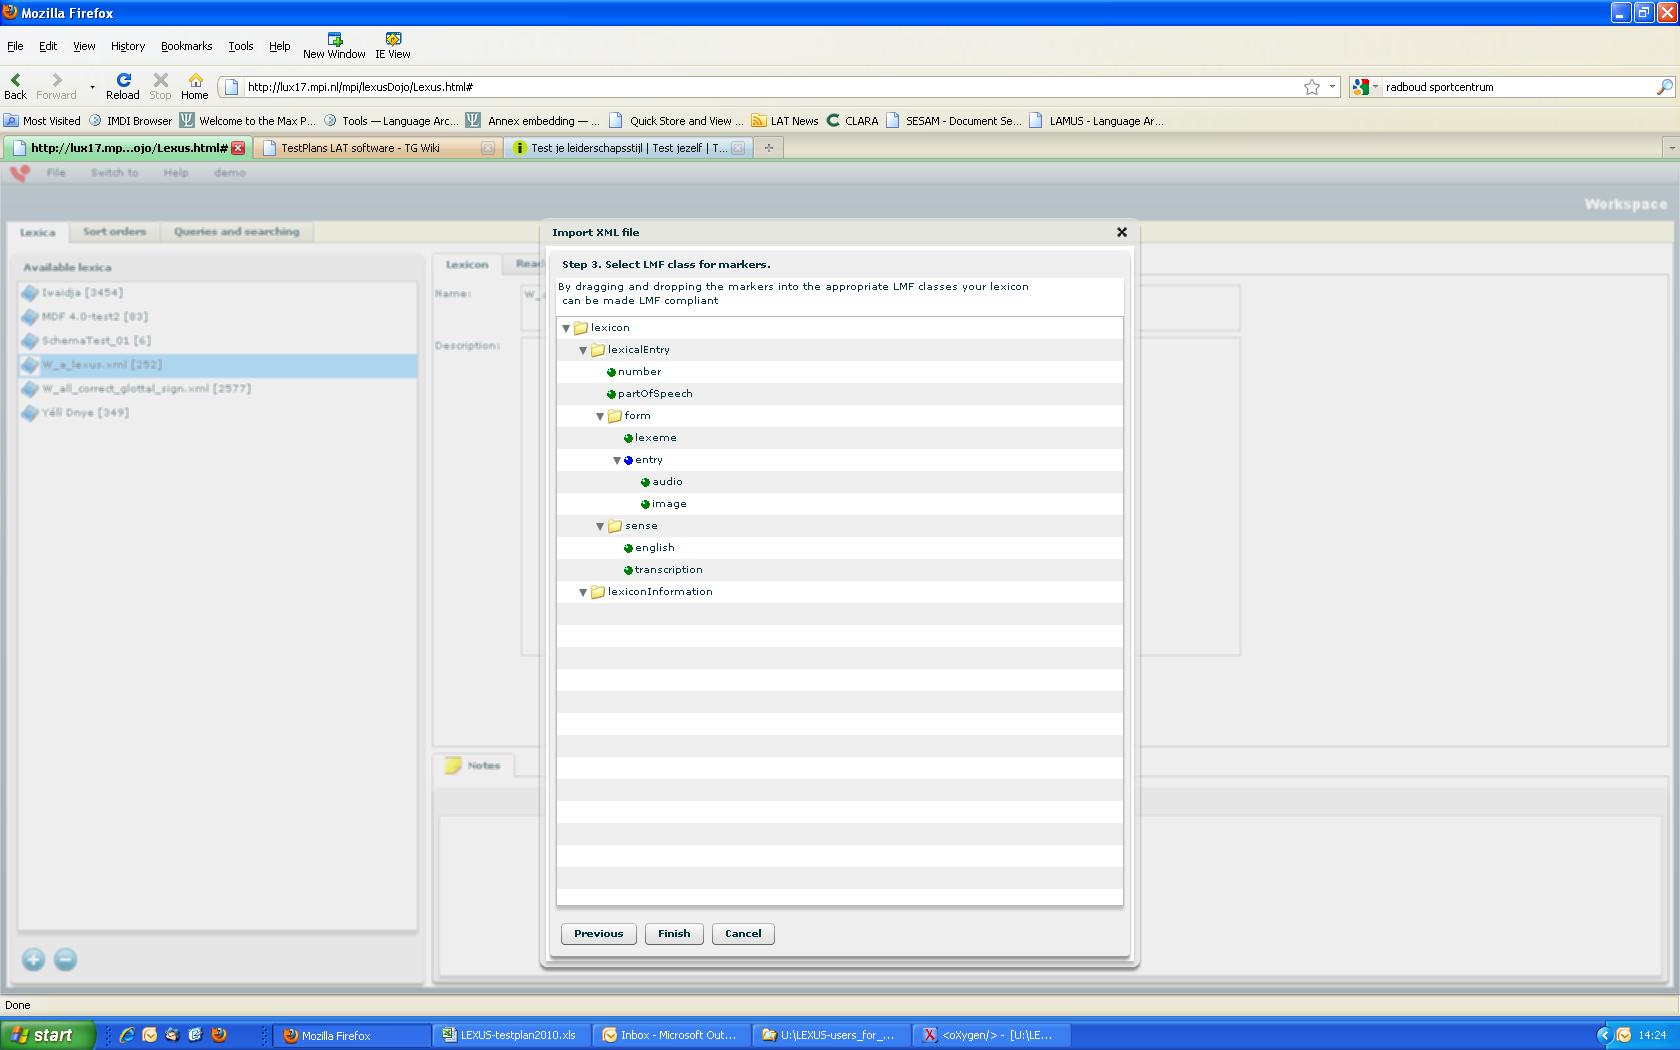 Mozilla Firefox
File Edit View History Bookmarks Tools Help New Window IE View
Back Forward Reload Stop Home http://lux17.mpi.nl/mpi/lexusDojo/Lexus.html# radboud sportcentrum
Most Visited IMDI Browser Welcome to the Max P... Tools — Language Arc... Annex embedding — ... Quick Store and View ... LAT News CLARA SESAM - Document Se... LAMUS - Language Ar...
http://lux17.mp...ojo/Lexus.html# TestPlans LAT software - TG Wiki Test je leiderschapsstijl | Test jezelf | T...
File Switch to Help demo
Workspace
Lexica Sort orders Queries and searching
Available lexica
Iwaidja [3454]
MDF 4.0-test2 [83]
SchemaTest_01 [6]
W_a_lexus.xml [252]
W_all_correct_glottal_sign.xml [2577]
Yélî Dnye [349]
Lexicon Read
Name: W_
Description:
Notes
Import XML file
Step 3. Select LMF class for markers.
By dragging and dropping the markers into the appropriate LMF classes your lexicon
can be made LMF compliant
lexicon
lexicalEntry
number
partOfSpeech
form
lexeme
entry
audio
image
sense
english
transcription
lexiconInformation
Previous Finish Cancel
Done
start Mozilla Firefox LEXUS-testplan2010.xls Inbox - Microsoft Out... U:\LEXUS-users_for_... <oXygen/> - [U:\LE... 14:24